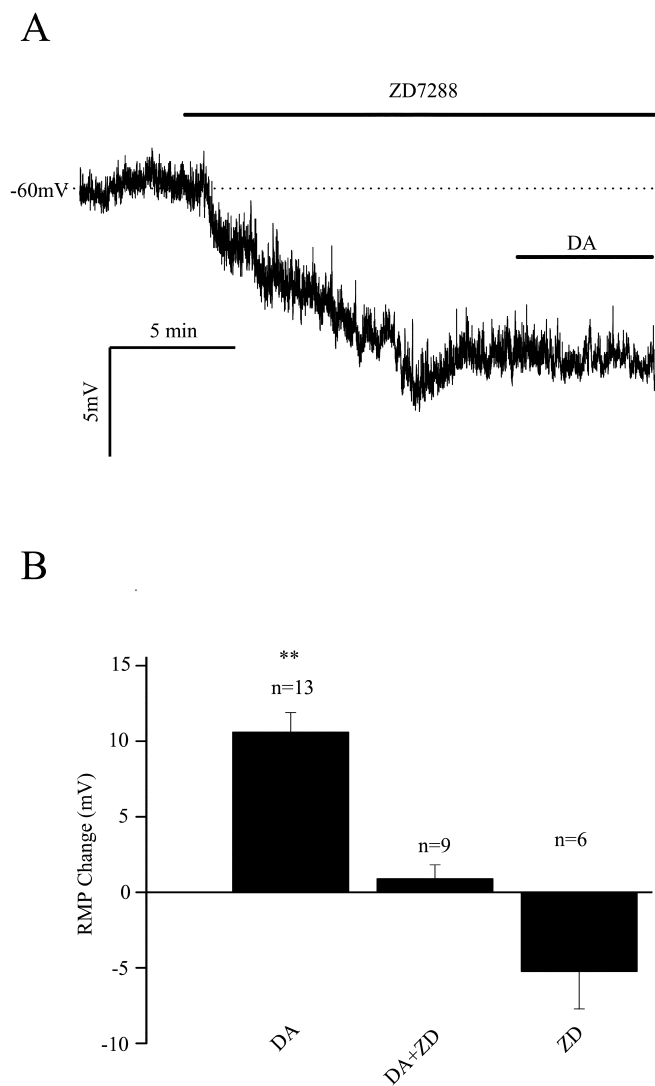 A
ZD7288
-60mV
DA
5 min
5mV
B
**
n=13
n=9
n=6
15
10
5
0
-5
-10
RMP Change (mV)
DA
DA+ZD
ZD